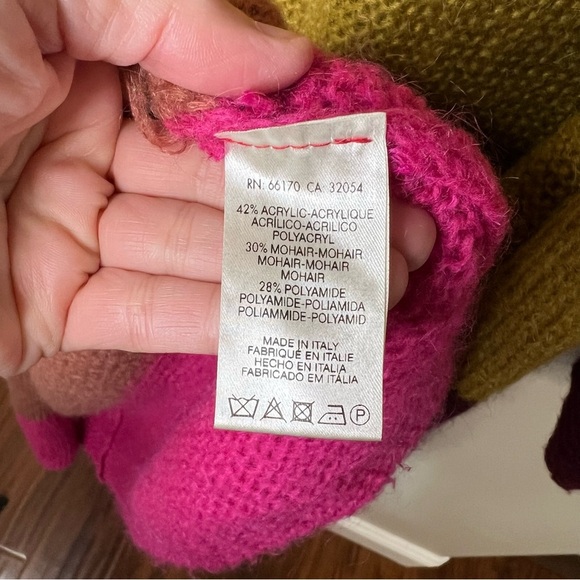 RN: 66170 CA 32054
42% ACRYLIC-ACRYLIQUE
ACRÍLICO-ACRILICO
POLYACRYL
30% MOHAIR-MOHAIR
MOHAIR-MOHAIR
MOHAIR
28% POLYAMIDE
POLYAMIDE-POLIAMIDA
POLIAMMIDE-POLYAMID
MADE IN ITALY
FABRIQUÉ EN ITALIE
HECHO EN ITALIA
FABRICADO EM ITÁLIA
P